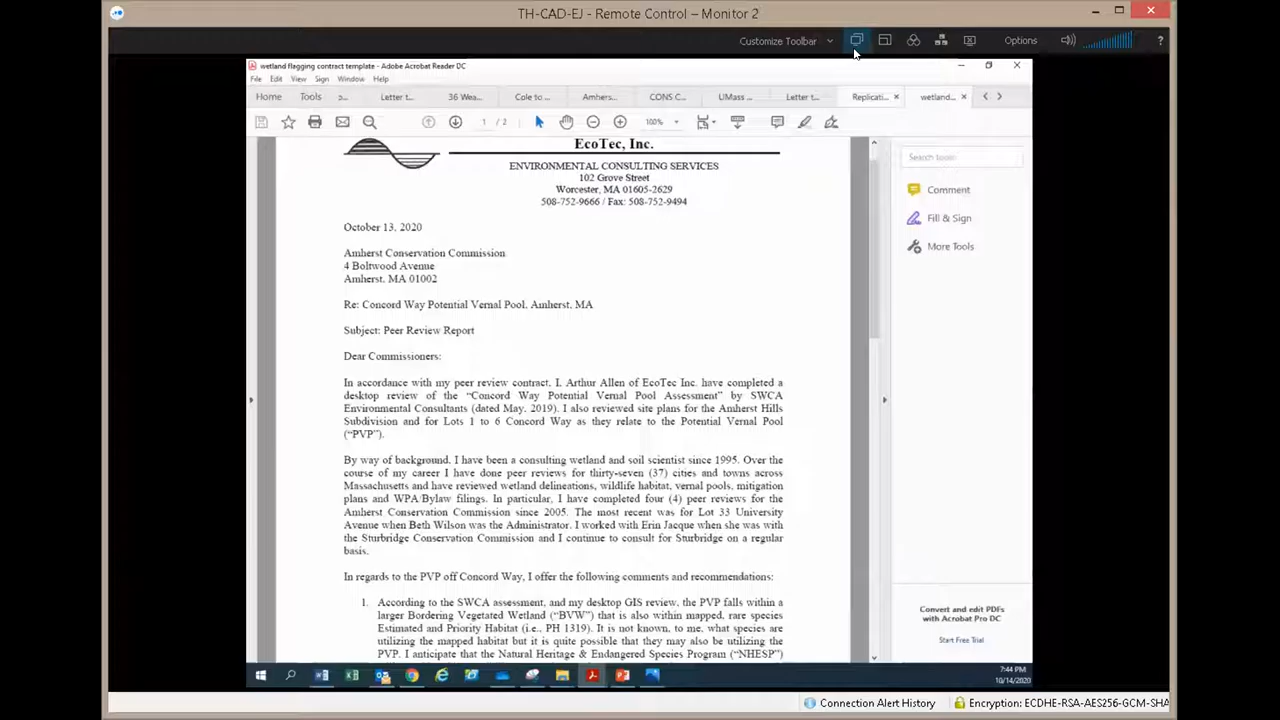 TH-CAD-EJ - Remote Control – Monitor 2
Customize Toolbar
Options
?
wetland flagging contract template - Adobe Acrobat Reader DC
File Edit View Sign Window Help
Home Tools ... Letter t... 36 Wea... Cole to ... Amhers... CONS C... UMass ... Letter t... Replicati... wetland...
1 / 2 100%
Search tools
Comment
Fill & Sign
More Tools
EcoTec, Inc.
ENVIRONMENTAL CONSULTING SERVICES
102 Grove Street
Worcester, MA 01605-2629
508-752-9666 / Fax: 508-752-9494
October 13, 2020
Amherst Conservation Commission
4 Boltwood Avenue
Amherst, MA 01002
Re: Concord Way Potential Vernal Pool, Amherst, MA
Subject: Peer Review Report
Dear Commissioners:
In accordance with my peer review contract, I, Arthur Allen of EcoTec Inc. have completed a
desktop review of the “Concord Way Potential Vernal Pool Assessment” by SWCA
Environmental Consultants (dated May, 2019). I also reviewed site plans for the Amherst Hills
Subdivision and for Lots 1 to 6 Concord Way as they relate to the Potential Vernal Pool
(“PVP”).
By way of background, I have been a consulting wetland and soil scientist since 1995. Over the
course of my career I have done peer reviews for thirty-seven (37) cities and towns across
Massachusetts and have reviewed wetland delineations, wildlife habitat, vernal pools, mitigation
plans and WPA/Bylaw filings. In particular, I have completed four (4) peer reviews for the
Amherst Conservation Commission since 2005. The most recent was for Lot 33 University
Avenue when Beth Wilson was the Administrator. I worked with Erin Jacque when she was with
the Sturbridge Conservation Commission and I continue to consult for Sturbridge on a regular
basis.
In regards to the PVP off Concord Way, I offer the following comments and recommendations:
1. According to the SWCA assessment, and my desktop GIS review, the PVP falls within a
larger Bordering Vegetated Wetland (“BVW”) that is also within mapped, rare species
Estimated and Priority Habitat (i.e., PH 1319). It is not known, to me, what species are
utilizing the mapped habitat but it is quite possible that they may also be utilizing the
PVP. I anticipate that the Natural Heritage & Endangered Species Program (“NHESP”)
Convert and edit PDFs
with Acrobat Pro DC
Start Free Trial
7:44 PM
10/14/2020
Connection Alert History
Encryption: ECDHE-RSA-AES256-GCM-SHA